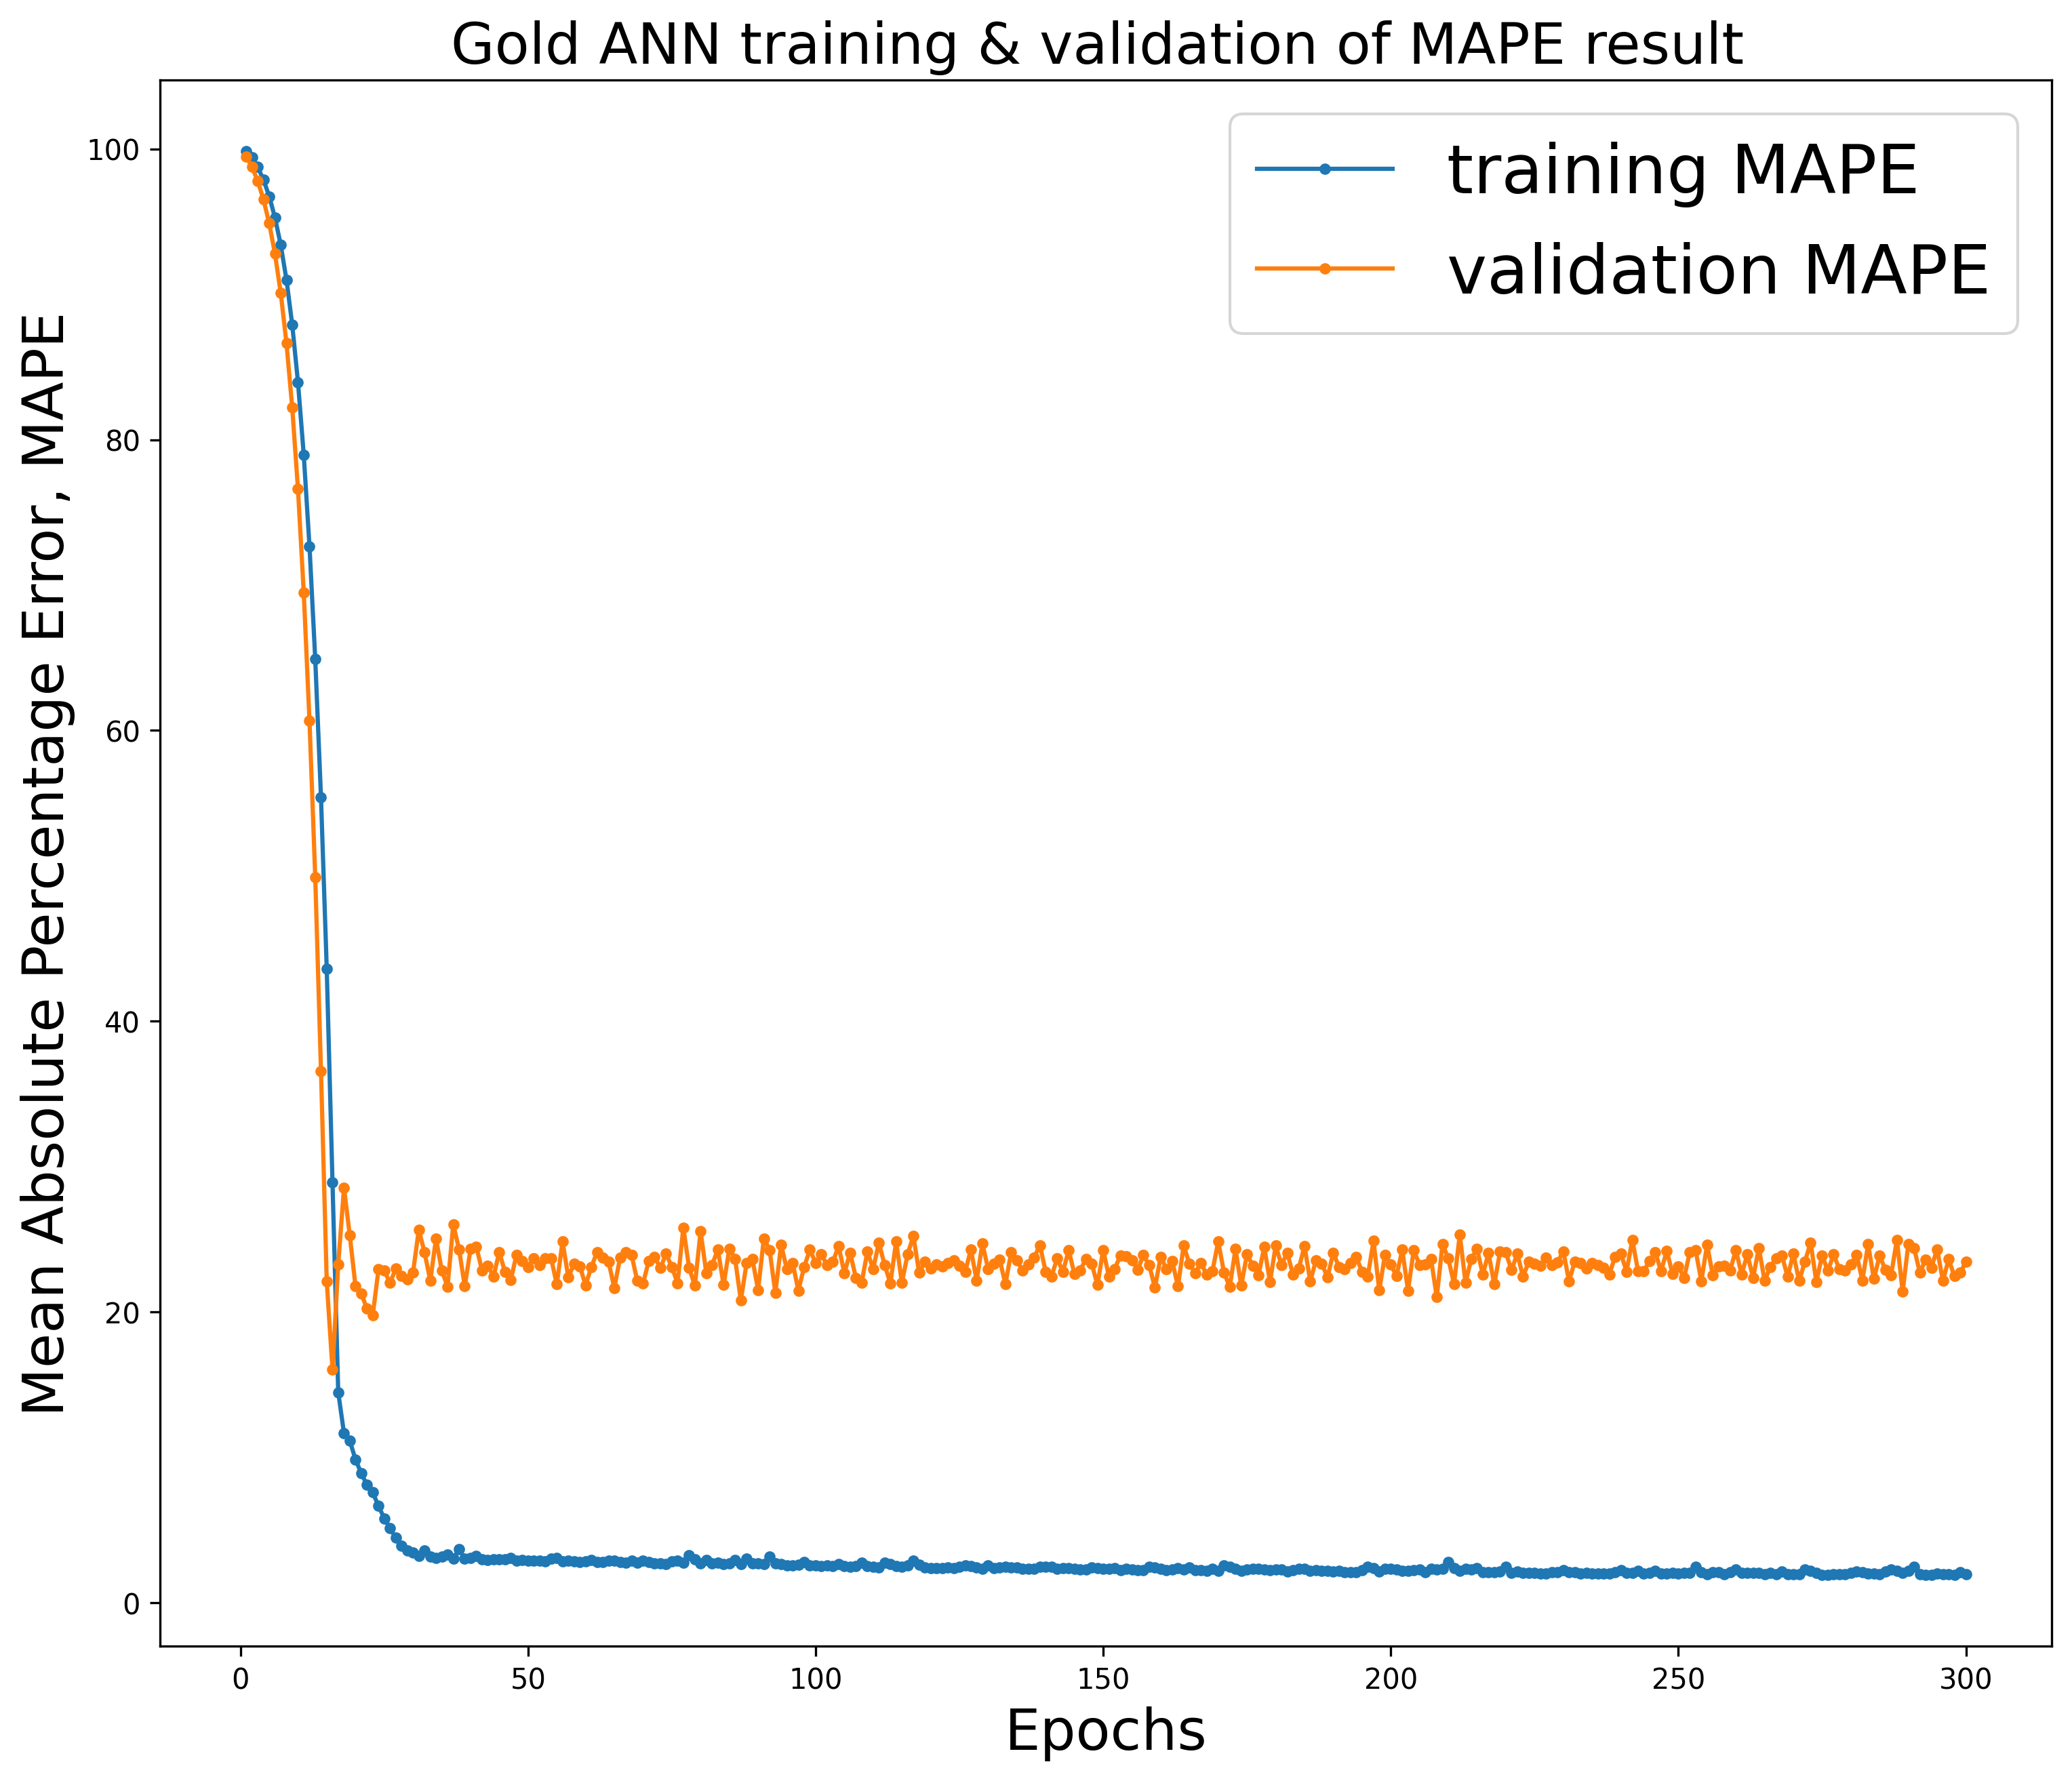 Gold ANN training & validation of MAPE result
training MAPE
validation MAPE
Mean Absolute Percentage Error, MAPE
100
80
60
40
20
0
0 50 100 150 200 250 300
Epochs